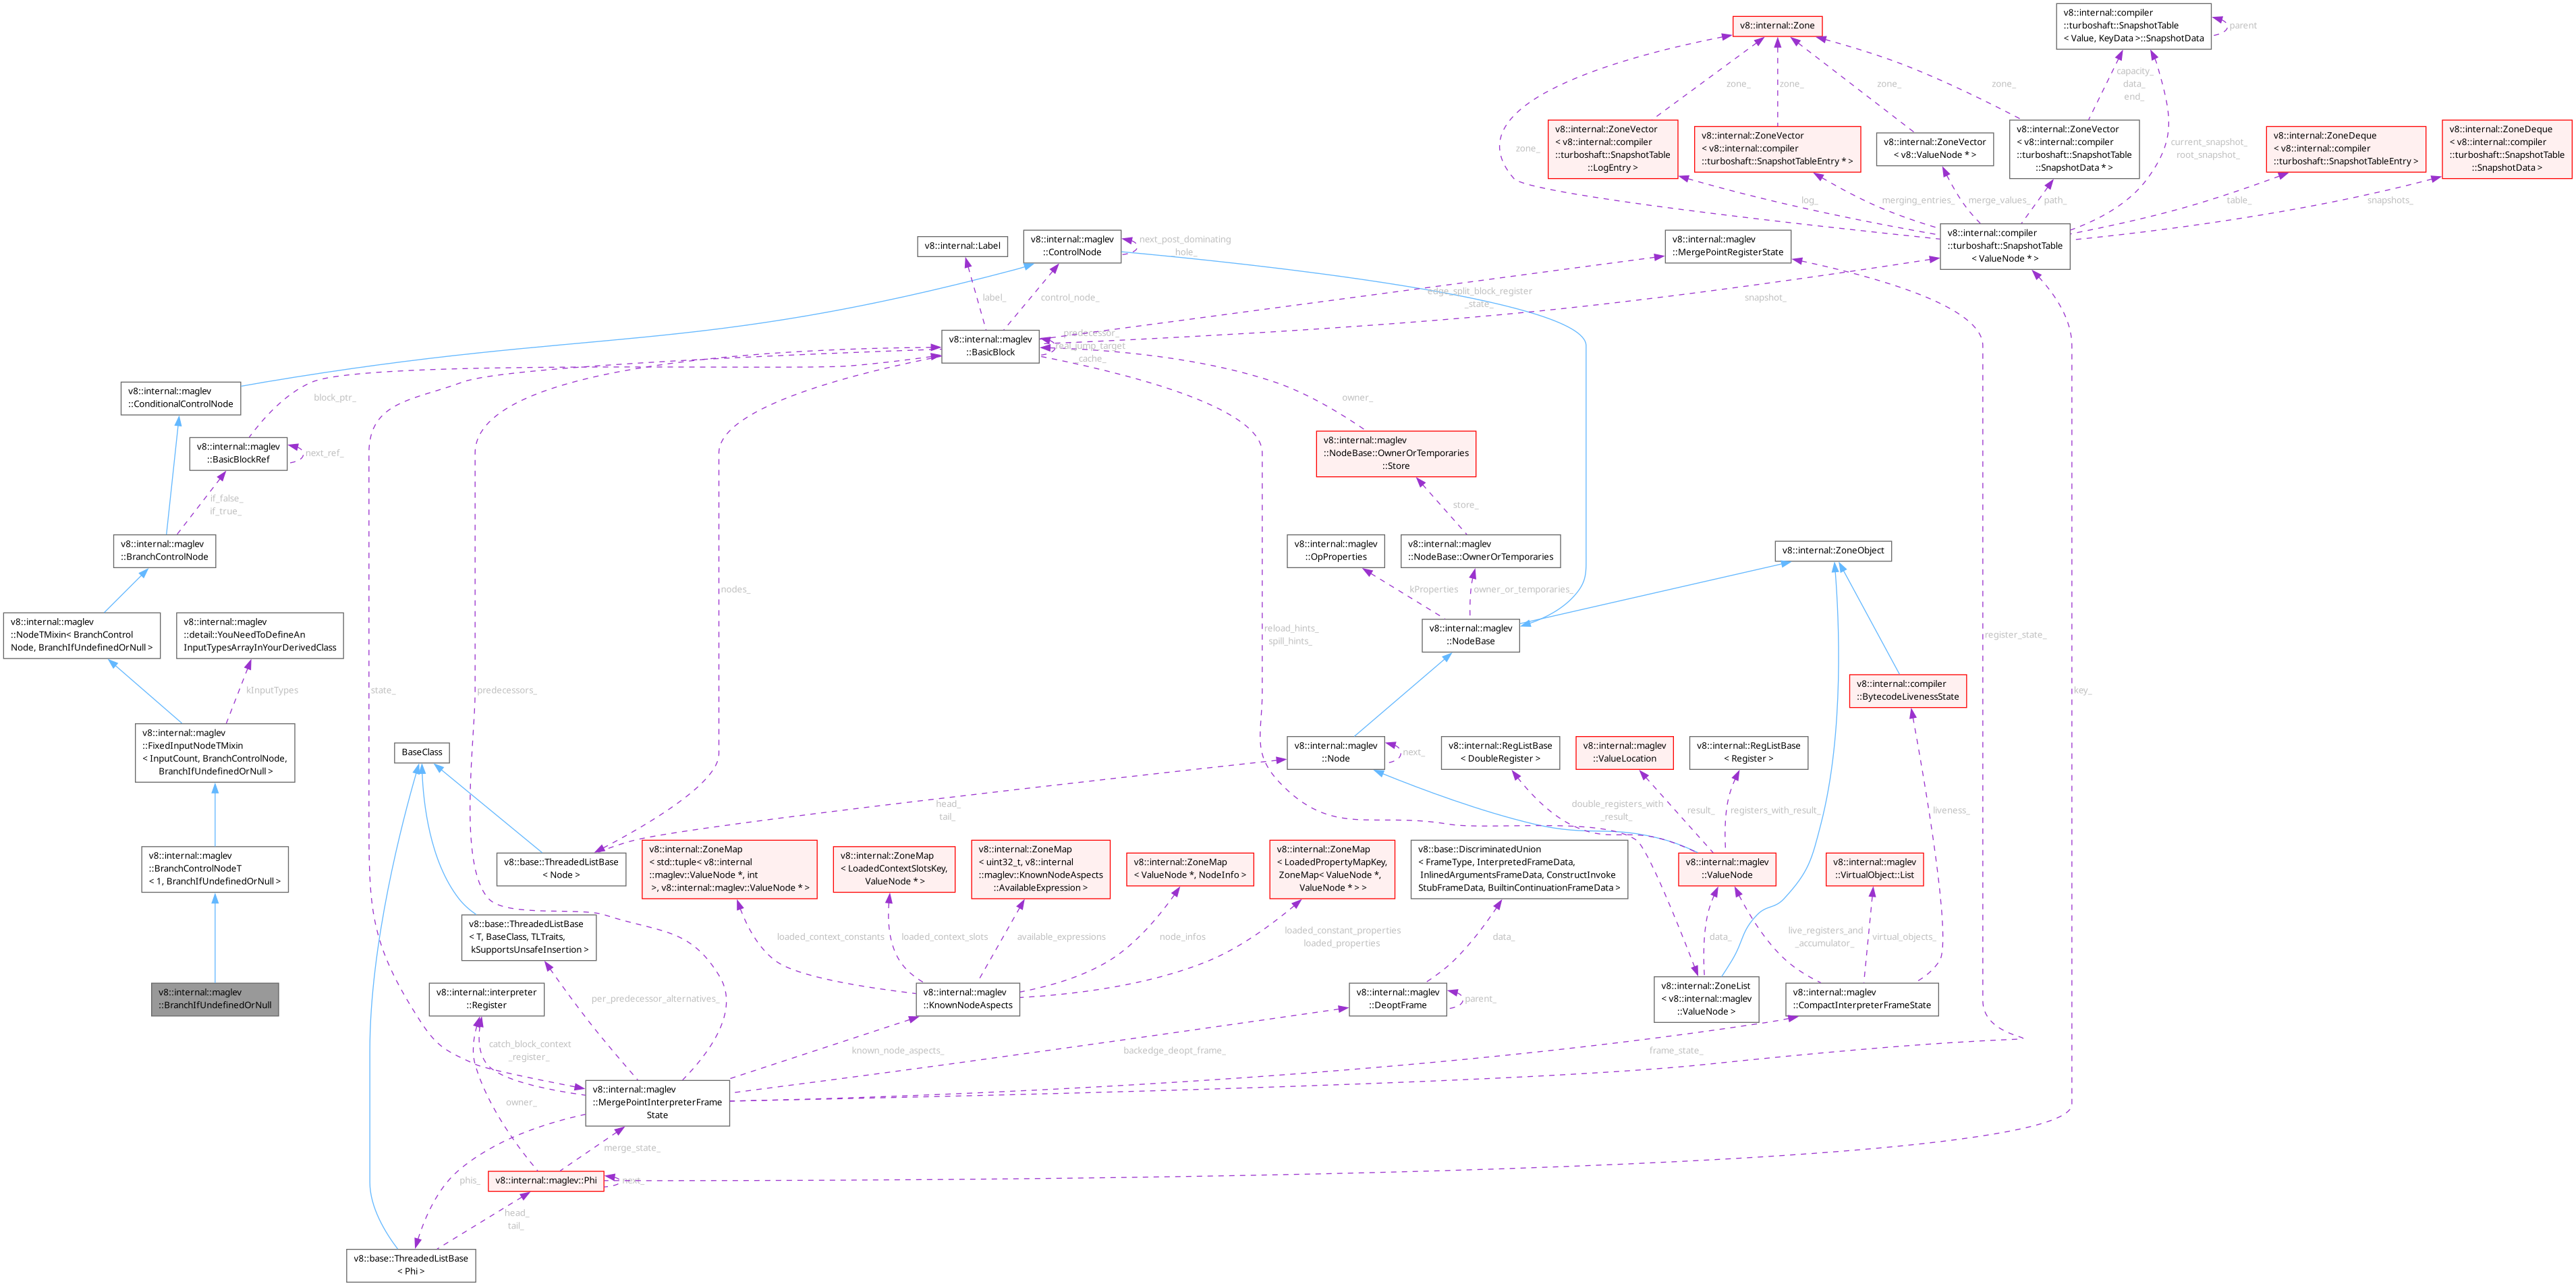 v8::internal::Zone
v8::internal::compiler
::turboshaft::SnapshotTable
< Value, KeyData >::SnapshotData
parent
zone_
zone_
zone_
zone_
zone_
capacity_
data_
end_
current_snapshot_
root_snapshot_
v8::internal::ZoneVector
< v8::internal::compiler
::turboshaft::SnapshotTable
::LogEntry >
v8::internal::ZoneVector
< v8::internal::compiler
::turboshaft::SnapshotTableEntry * >
v8::internal::ZoneVector
< v8::ValueNode * >
v8::internal::ZoneVector
< v8::internal::compiler
::turboshaft::SnapshotTable
::SnapshotData * >
v8::internal::ZoneDeque
< v8::internal::compiler
::turboshaft::SnapshotTableEntry >
v8::internal::ZoneDeque
< v8::internal::compiler
::turboshaft::SnapshotTable
::SnapshotData >
log_
merging_entries_
merge_values_
path_
table_
snapshots_
v8::internal::Label
v8::internal::maglev
::ControlNode
next_post_dominating
hole_
v8::internal::maglev
::MergePointRegisterState
v8::internal::compiler
::turboshaft::SnapshotTable
< ValueNode * >
label_
control_node_
edge_split_block_register
_state_
snapshot_
v8::internal::maglev
::BasicBlock
predecessor_
real_jump_target
_cache_
v8::internal::maglev
::ConditionalControlNode
block_ptr_
owner_
v8::internal::maglev
::BasicBlockRef
next_ref_
v8::internal::maglev
::NodeBase::OwnerOrTemporaries
::Store
if_false_
if_true_
store_
v8::internal::maglev
::BranchControlNode
v8::internal::maglev
::OpProperties
v8::internal::maglev
::NodeBase::OwnerOrTemporaries
v8::internal::ZoneObject
nodes_
kProperties
owner_or_temporaries_
v8::internal::maglev
::NodeTMixin< BranchControl
Node, BranchIfUndefinedOrNull >
v8::internal::maglev
::detail::YouNeedToDefineAn
InputTypesArrayInYourDerivedClass
reload_hints_
spill_hints_
v8::internal::maglev
::NodeBase
register_state_
kInputTypes
state_
predecessors_
v8::internal::compiler
::BytecodeLivenessState
key_
v8::internal::maglev
::FixedInputNodeTMixin
< InputCount, BranchControlNode,
BranchIfUndefinedOrNull >
BaseClass
v8::internal::maglev
::Node
next_
v8::internal::RegListBase
< DoubleRegister >
v8::internal::maglev
::ValueLocation
v8::internal::RegListBase
< Register >
head_
tail_
double_registers_with
_result_
result_
registers_with_result_
liveness_
v8::internal::maglev
::BranchControlNodeT
< 1, BranchIfUndefinedOrNull >
v8::base::ThreadedListBase
< Node >
v8::internal::ZoneMap
< std::tuple< v8::internal
::maglev::ValueNode *, int
>, v8::internal::maglev::ValueNode * >
v8::internal::ZoneMap
< LoadedContextSlotsKey,
ValueNode * >
v8::internal::ZoneMap
< uint32_t, v8::internal
::maglev::KnownNodeAspects
::AvailableExpression >
v8::internal::ZoneMap
< ValueNode *, NodeInfo >
v8::internal::ZoneMap
< LoadedPropertyMapKey,
ZoneMap< ValueNode *,
ValueNode * > >
v8::base::DiscriminatedUnion
< FrameType, InterpretedFrameData,
InlinedArgumentsFrameData, ConstructInvoke
StubFrameData, BuiltinContinuationFrameData >
v8::internal::maglev
::ValueNode
v8::internal::maglev
::VirtualObject::List
v8::base::ThreadedListBase
< T, BaseClass, TLTraits,
kSupportsUnsafeInsertion >
loaded_context_constants
loaded_context_slots
available_expressions
node_infos
loaded_constant_properties
loaded_properties
data_
data_
live_registers_and
_accumulator_
virtual_objects_
v8::internal::maglev
::BranchIfUndefinedOrNull
v8::internal::interpreter
::Register
per_predecessor_alternatives_
v8::internal::maglev
::KnownNodeAspects
v8::internal::maglev
::DeoptFrame
parent_
v8::internal::ZoneList
< v8::internal::maglev
::ValueNode >
v8::internal::maglev
::CompactInterpreterFrameState
catch_block_context
_register_
known_node_aspects_
backedge_deopt_frame_
frame_state_
v8::internal::maglev
::MergePointInterpreterFrame
State
owner_
merge_state_
phis_
v8::internal::maglev::Phi
next_
head_
tail_
v8::base::ThreadedListBase
< Phi >